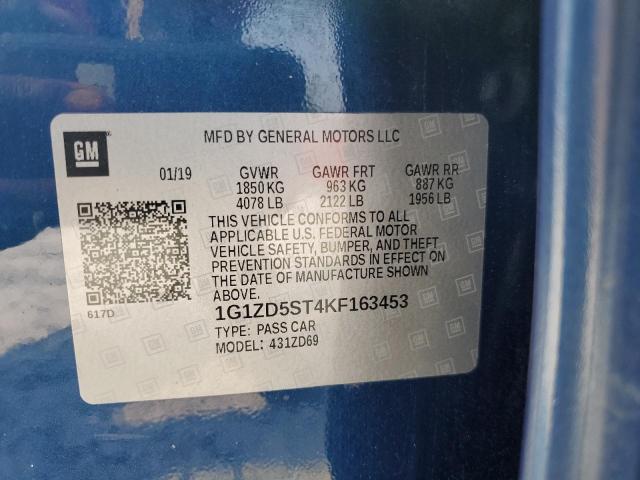 GM
MFD BY GENERAL MOTORS LLC
01/19 GVWR GAWR FRT GAWR RR
1850 KG 963 KG 887 KG
4078 LB 2122 LB 1956 LB
THIS VEHICLE CONFORMS TO ALL
APPLICABLE U.S. FEDERAL MOTOR
VEHICLE SAFETY, BUMPER, AND THEFT
PREVENTION STANDARDS IN EFFECT ON
THE DATE OF MANUFACTURE SHOWN
ABOVE.
617D
1G1ZD5ST4KF163453
TYPE: PASS CAR
MODEL: 431ZD69